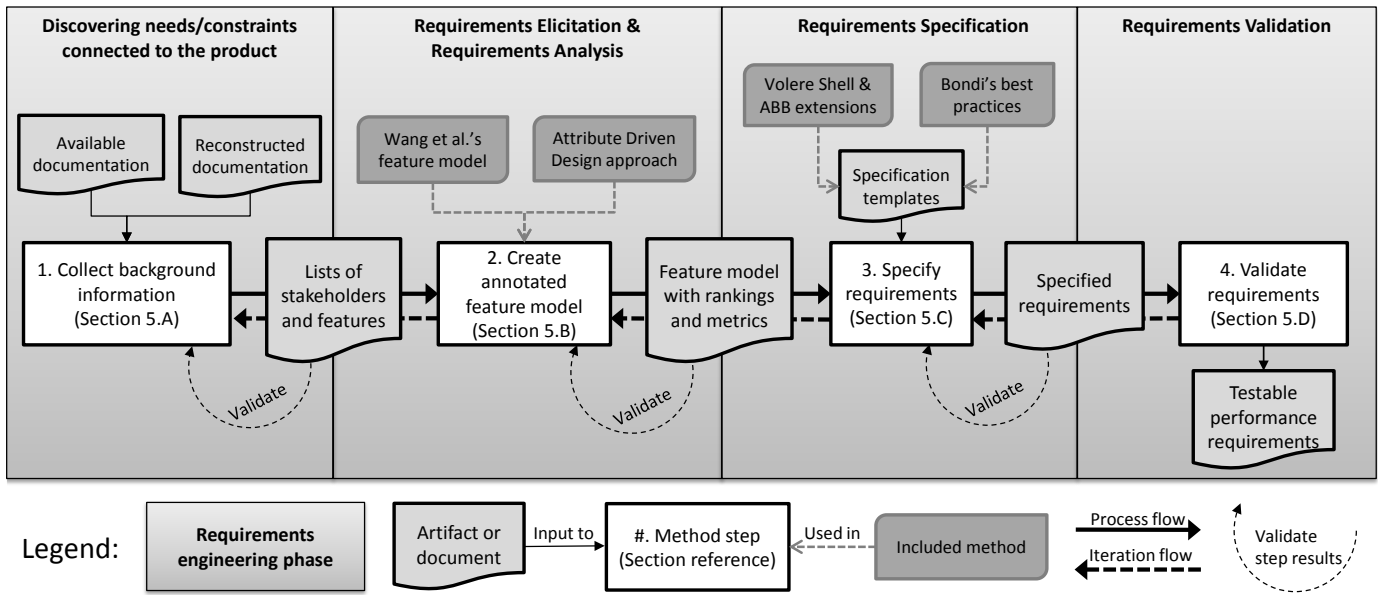 Discovering needs/constraints
connected to the product
Requirements Elicitation &
Requirements Analysis
Requirements Specification
Requirements Validation
Available
documentation
Reconstructed
documentation
Wang et al.'s
feature model
Attribute Driven
Design approach
Volere Shell &
ABB extensions
Bondi's best
practices
Specification
templates
1. Collect background
information
(Section 5.A)
Lists of
stakeholders
and features
2. Create
annotated
feature model
(Section 5.B)
Feature model
with rankings
and metrics
3. Specify
requirements
(Section 5.C)
Specified
requirements
4. Validate
requirements
(Section 5.D)
Validate
Validate
Validate
Testable
performance
requirements
Legend:
Requirements
engineering phase
Artifact or
document
Input to
#. Method step
(Section reference)
Used in
Included method
Process flow
Iteration flow
Validate
step results